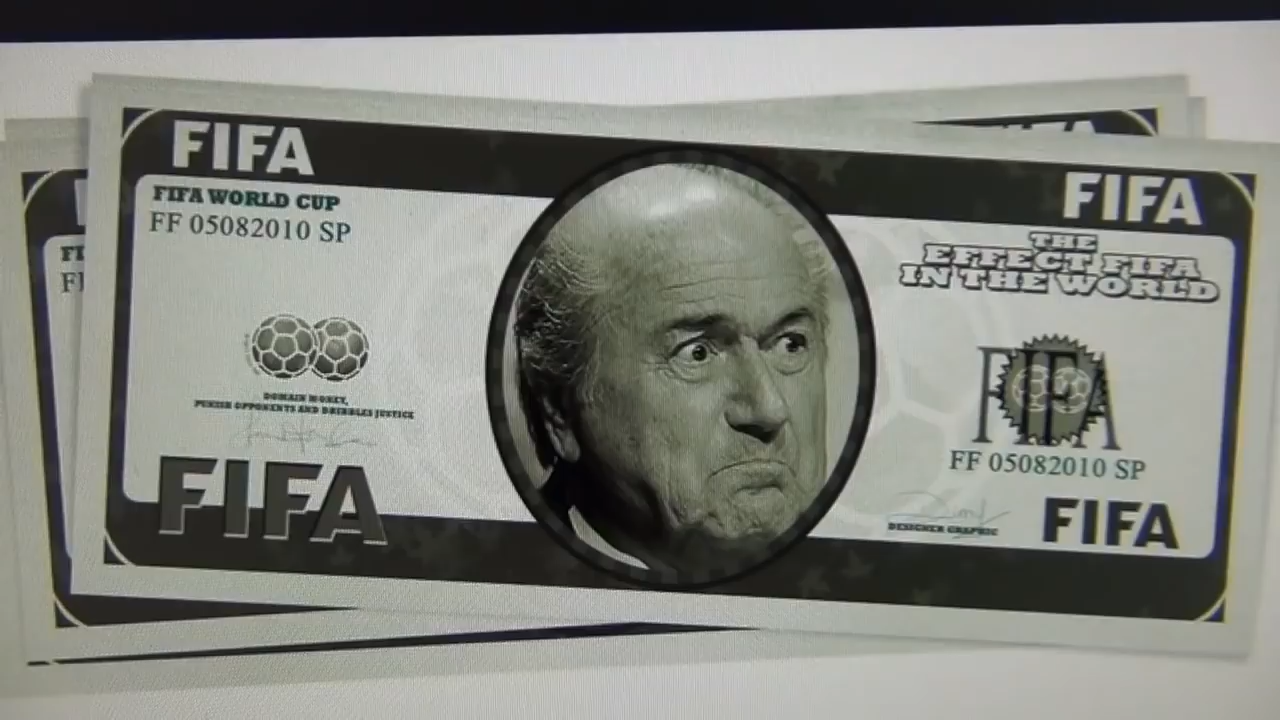 FIFA
FIFA
FIFA WORLD CUP
FF 05082010 SP
THE
EFFECT FIFA
IN THE WORLD
DOMAIN MONEY,
PUNISH OPPONENTS AND DRIBBLES JUSTICE
FIFA
FF 05082010 SP
FIFA
DESIGNER GRAPHIC
FIFA